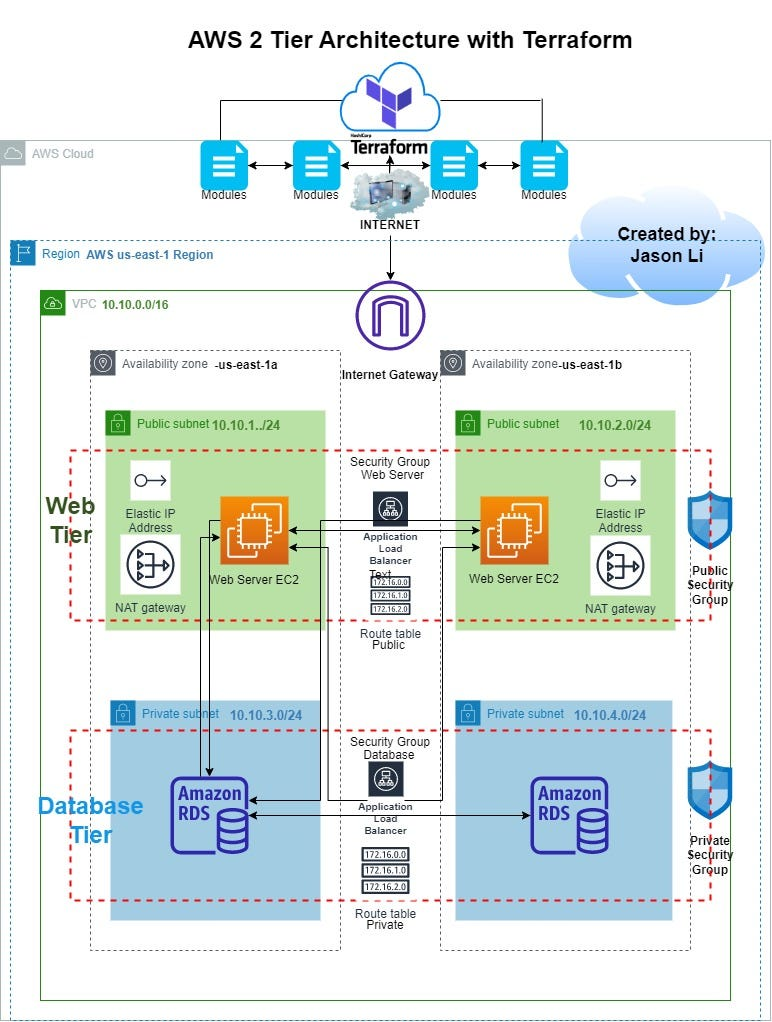 AWS 2 Tier Architecture with Terraform
HashiCorp
Terraform
AWS Cloud
Modules
Modules
Modules
Modules
INTERNET
Created by:
Jason Li
Region AWS us-east-1 Region
VPC 10.10.0.0/16
Internet Gateway
Availability zone -us-east-1a
Availability zone-us-east-1b
Public subnet 10.10.1../24
Public subnet 10.10.2.0/24
Web
Tier
Elastic IP
Address
NAT gateway
Web Server EC2
Security Group
Web Server
Application
Load
Balancer
Text
172.16.0.0
172.16.1.0
172.16.2.0
Route table
Public
Web Server EC2
Elastic IP
Address
NAT gateway
Public
Security
Group
Private subnet 10.10.3.0/24
Private subnet 10.10.4.0/24
Database
Tier
Amazon
RDS
Security Group
Database
Application
Load
Balancer
172.16.0.0
172.16.1.0
172.16.2.0
Route table
Private
Amazon
RDS
Private
Security
Group